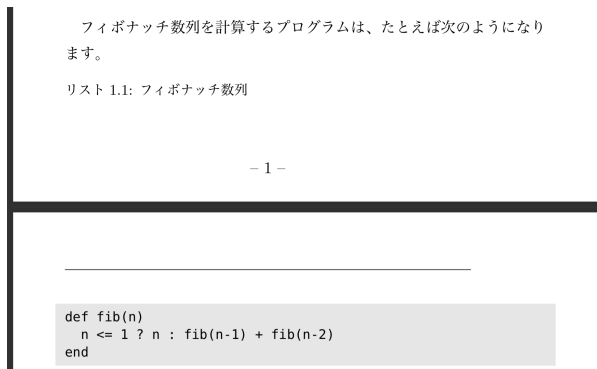 フィボナッチ数列を計算するプログラムは、たとえば次のようになり
ます。
リスト 1.1: フィボナッチ数列
– 1 –
def fib(n)
  n <= 1 ? n : fib(n-1) + fib(n-2)
end